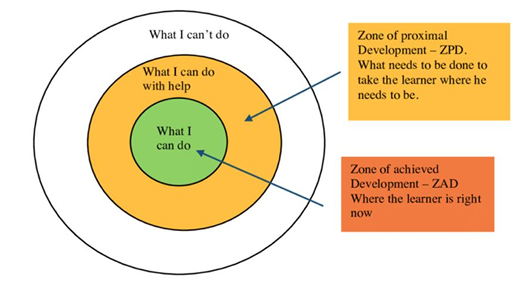 What I can't do
What I can do
with help
What I
can do
Zone of proximal
Development – ZPD.
What needs to be done to
take the learner where he
needs to be.
Zone of achieved
Development – ZAD
Where the learner is right
now